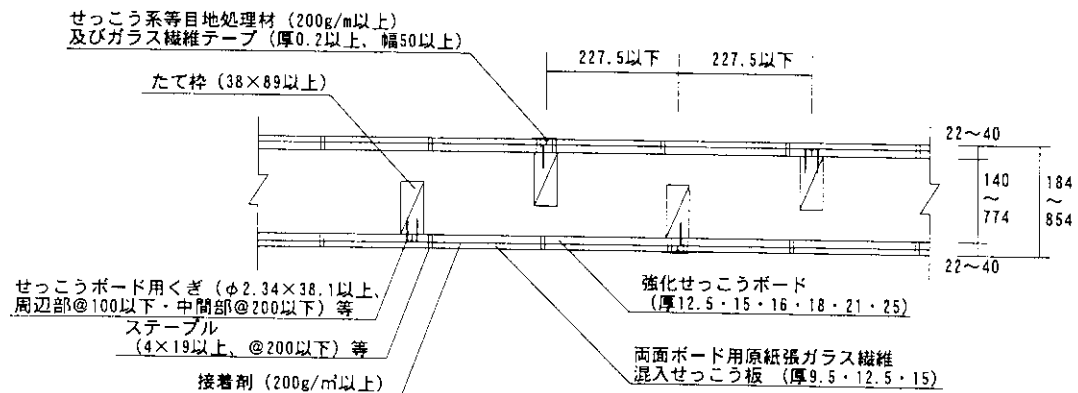 せっこう系等目地処理材 (200g/m以上)
及びガラス繊維テープ (厚0.2以上、幅50以上)
227.5以下
227.5以下
たて枠 (38×89以上)
22～40
140
～
774
184
～
854
22～40
せっこうボード用くぎ (φ2.34×38.1以上、
周辺部@100以下・中間部@200以下) 等
ステープル
(4×19以上、@200以下) 等
接着剤 (200g/㎡以上)
強化せっこうボード
(厚12.5・15・16・18・21・25)
両面ボード用原紙張ガラス繊維
混入せっこう板 (厚9.5・12.5・15)